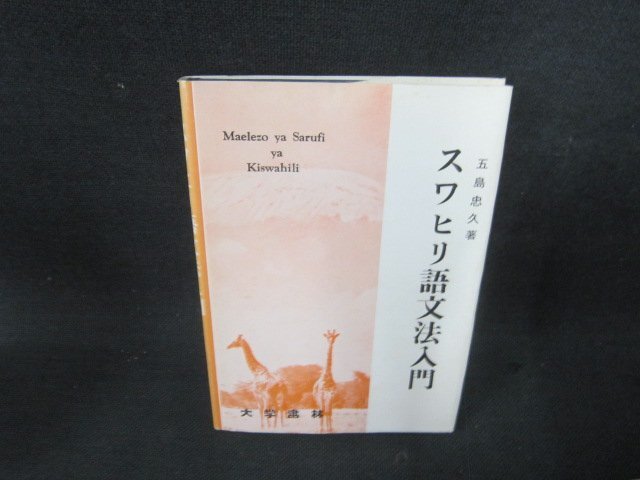 Maelezo ya Sarufi
ya
Kiswahili
五島忠久著
スワヒリ語文法入門
大学書林